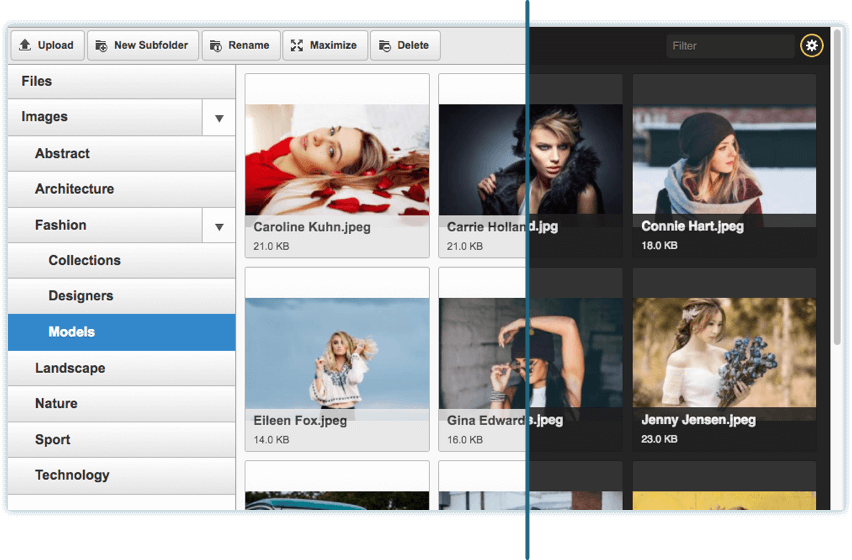 Upload
New Subfolder
Rename
Maximize
Delete
Filter
Files
Images
Abstract
Architecture
Fashion
Collections
Designers
Models
Landscape
Nature
Sport
Technology
Caroline Kuhn.jpeg
21.0 KB
Carrie Holland.jpg
21.0 KB
Connie Hart.jpeg
18.0 KB
Eileen Fox.jpeg
14.0 KB
Gina Edwards.jpeg
16.0 KB
Jenny Jensen.jpeg
23.0 KB